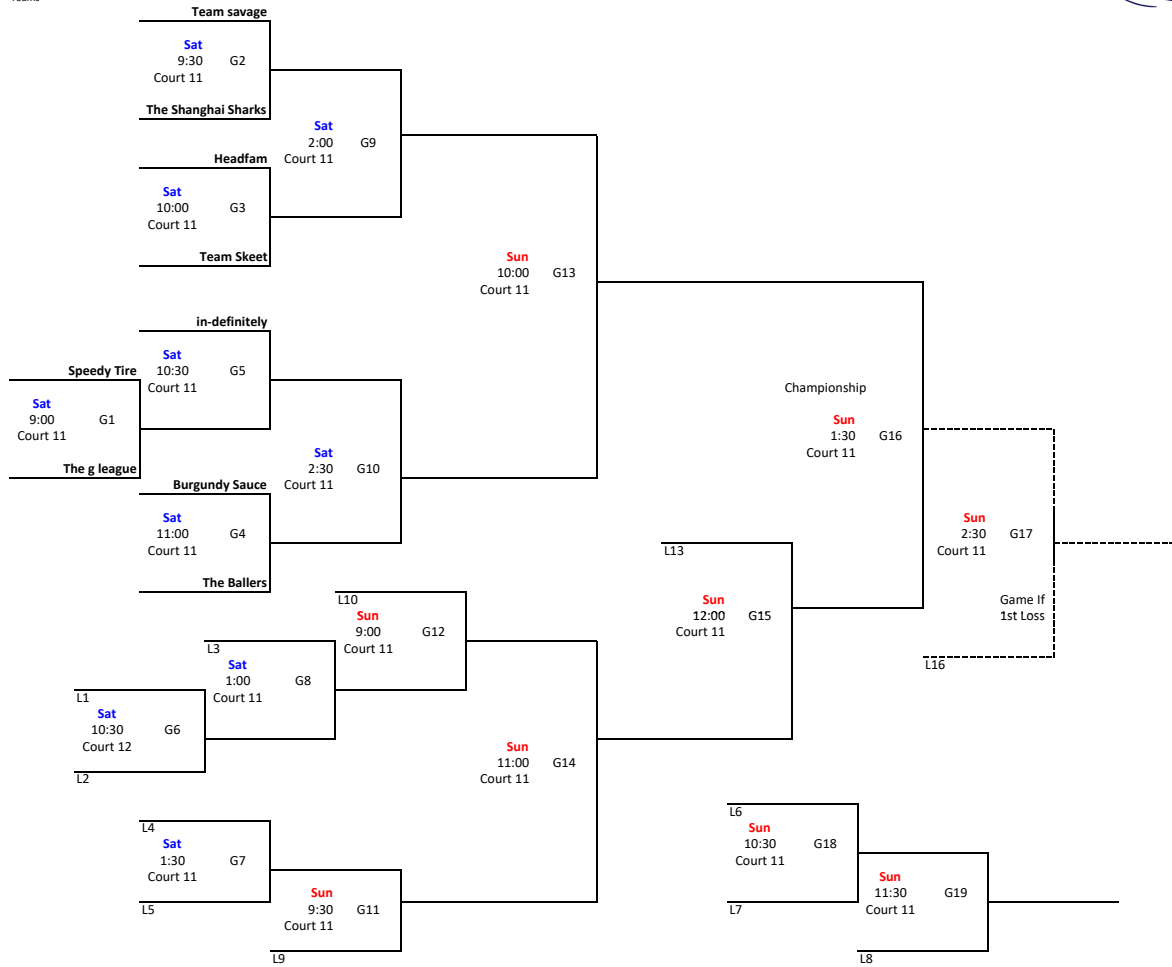 Teams
Team savage
Sat
9:30 G2
Court 11
The Shanghai Sharks
Sat
2:00 G9
Court 11
Headfam
Sat
10:00 G3
Court 11
Team Skeet
Sun
10:00 G13
Court 11
in-definitely
Sat
10:30 G5
Court 11
Speedy Tire
Sat
9:00 G1
Court 11
The g league
Sat
2:30 G10
Court 11
Burgundy Sauce
Sat
11:00 G4
Court 11
The Ballers
Championship
Sun
1:30 G16
Court 11
Sun
2:30 G17
Court 11
Game If
1st Loss
L16
L13
Sun
12:00 G15
Court 11
L10
Sun
9:00 G12
Court 11
L3
Sat
1:00 G8
Court 11
L1
Sat
10:30 G6
Court 12
L2
Sun
11:00 G14
Court 11
L4
Sat
1:30 G7
Court 11
L5
Sun
9:30 G11
Court 11
L9
L6
Sun
10:30 G18
Court 11
L7
Sun
11:30 G19
Court 11
L8